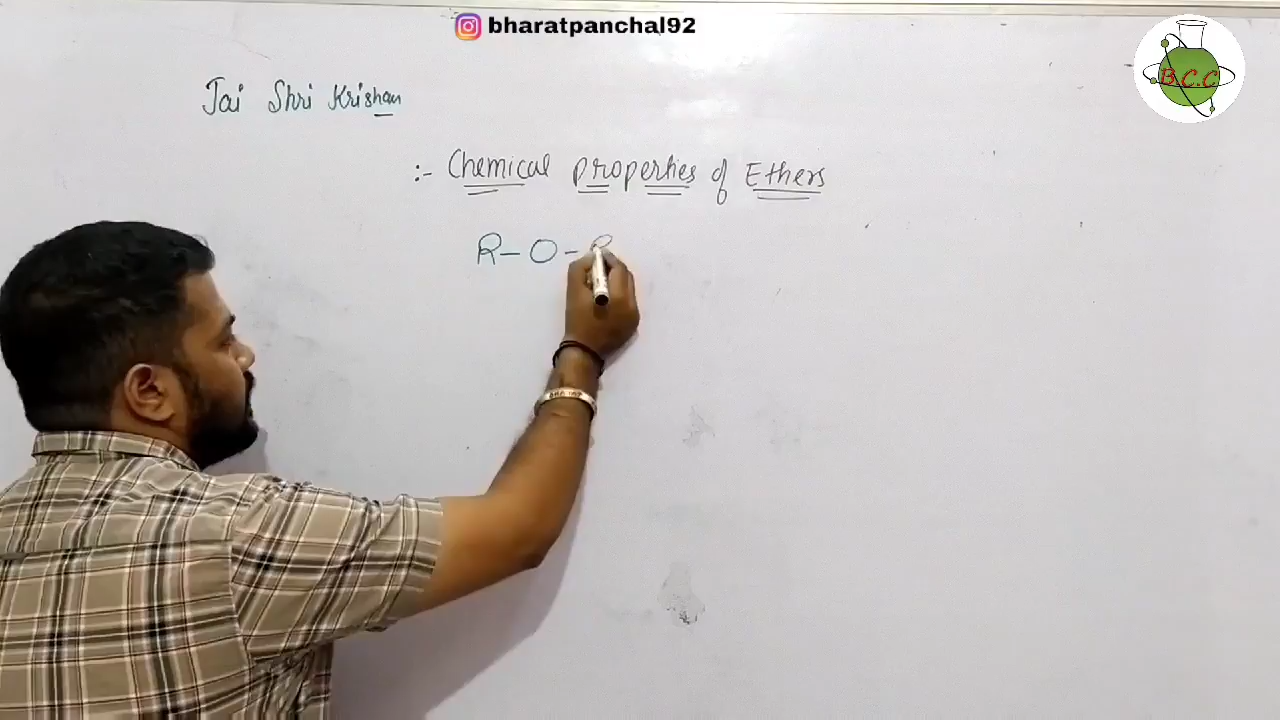 bharatpanchal92
B.C.C
Jai Shri Krishan
:- Chemical properties of Ethers
R-O-R